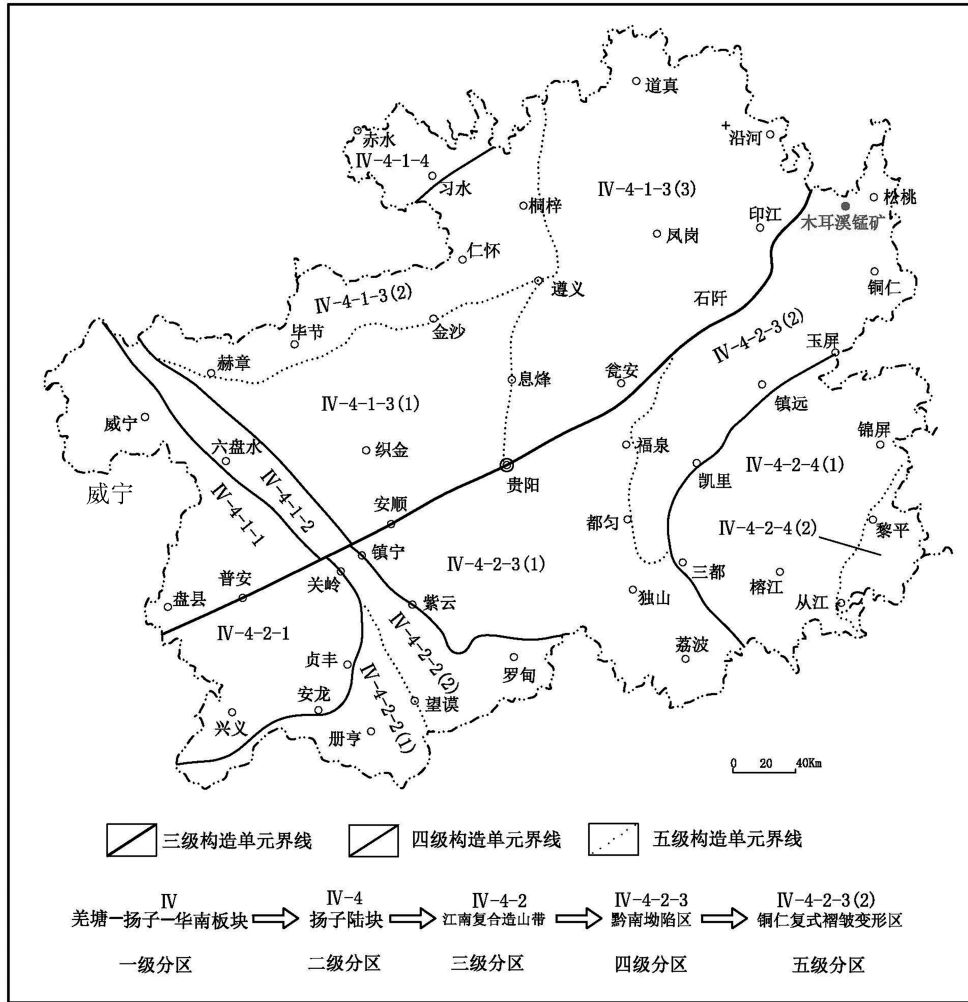 道真
赤水
沿河
IV-4-1-4
习水
IV-4-1-3(3)
松桃
桐梓
木耳溪锰矿
印江
凤岗
仁怀
铜仁
遵义
IV-4-1-3(2)
石阡
金沙
毕节
IV-4-2-3(2)
玉屏
赫章
息烽
瓮安
镇远
IV-4-1-3(1)
威宁
锦屏
福泉
六盘水
织金
IV-4-2-4(1)
凯里
贵阳
威宁
IV-4-1-2
IV-4-1-1
安顺
都匀
IV-4-2-4(2)
黎平
镇宁
IV-4-2-3(1)
三都
关岭
普安
榕江
盘县
紫云
独山
从江
IV-4-2-1
IV-4-2-2(2)
贞丰
罗甸
荔波
IV-4-2-2(1)
安龙
望谟
兴义
册亨
0 20 40Km
三级构造单元界线
四级构造单元界线
五级构造单元界线
IV IV-4 IV-4-2 IV-4-2-3 IV-4-2-3(2)
羌塘—扬子—华南板块 扬子陆块 江南复合造山带 黔南坳陷区 铜仁复式褶皱变形区
一级分区 二级分区 三级分区 四级分区 五级分区